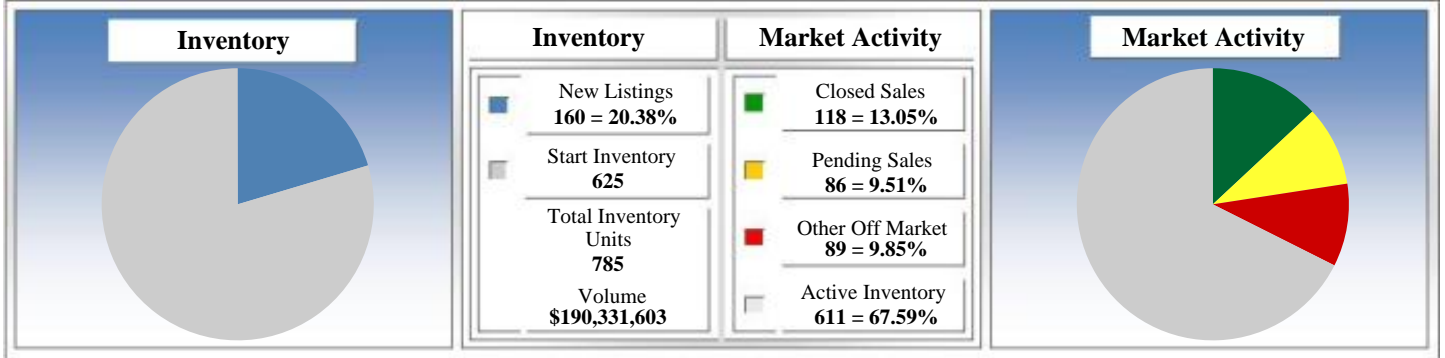 Inventory
Inventory
Market Activity
Market Activity
New Listings
160 = 20.38%
Start Inventory
625
Total Inventory
Units
785
Volume
$190,331,603
Closed Sales
118 = 13.05%
Pending Sales
86 = 9.51%
Other Off Market
89 = 9.85%
Active Inventory
611 = 67.59%